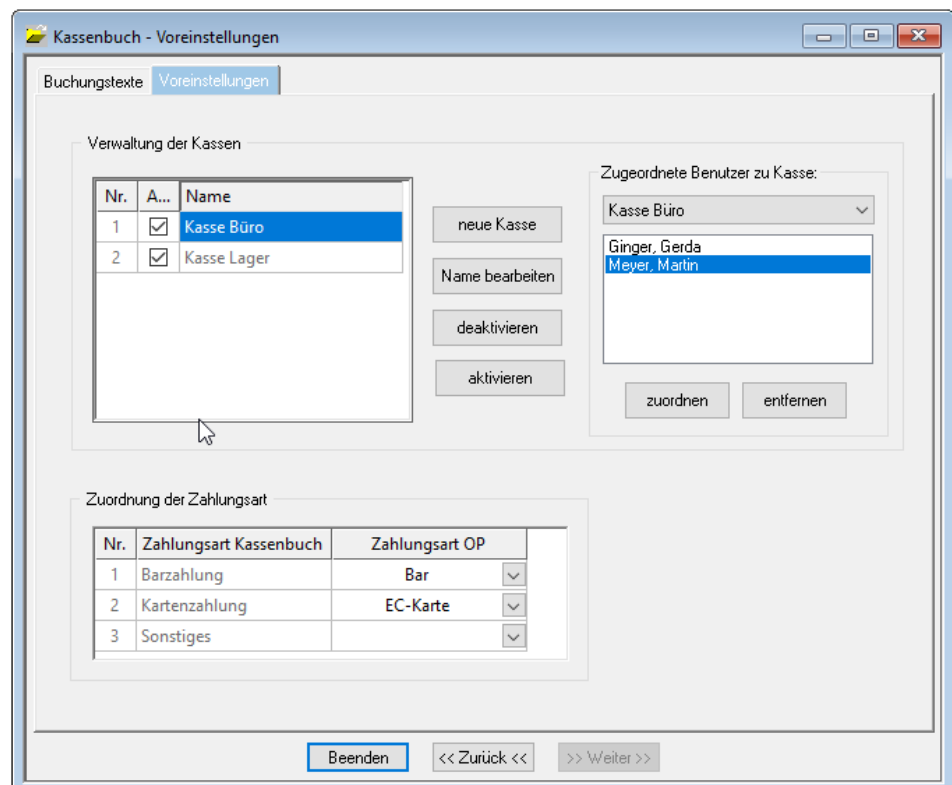 Kassenbuch - Voreinstellungen
Buchungstexte Voreinstellungen
Verwaltung der Kassen
Nr. A... Name
1 Kasse Büro
2 Kasse Lager
neue Kasse
Name bearbeiten
deaktivieren
aktivieren
Zugeordnete Benutzer zu Kasse:
Kasse Büro
Ginger, Gerda
Meyer, Martin
zuordnen entfernen
Zuordnung der Zahlungsart
Nr. Zahlungsart Kassenbuch Zahlungsart OP
1 Barzahlung Bar
2 Kartenzahlung EC-Karte
3 Sonstiges
Beenden << Zurück << >> Weiter >>